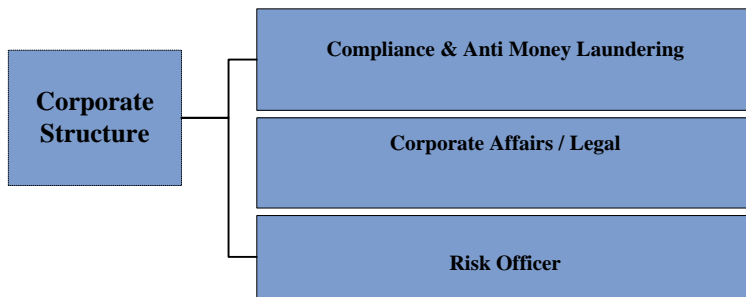 Corporate
Structure
Compliance & Anti Money Laundering
Corporate Affairs / Legal
Risk Officer